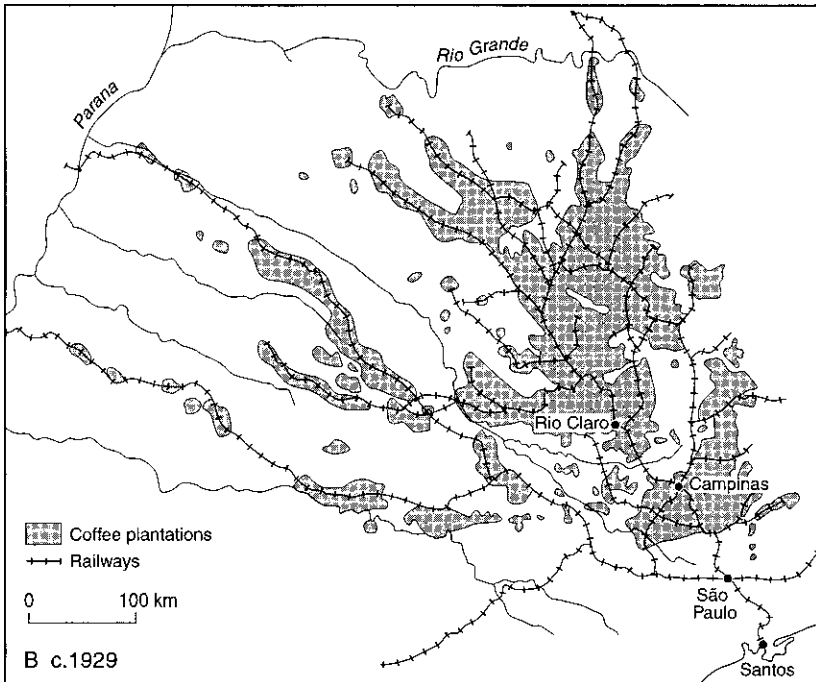 Rio Grande
Parana
Rio Claro
Campinas
Coffee plantations
Railways
0 100 km
São
Paulo
B c.1929
Santos